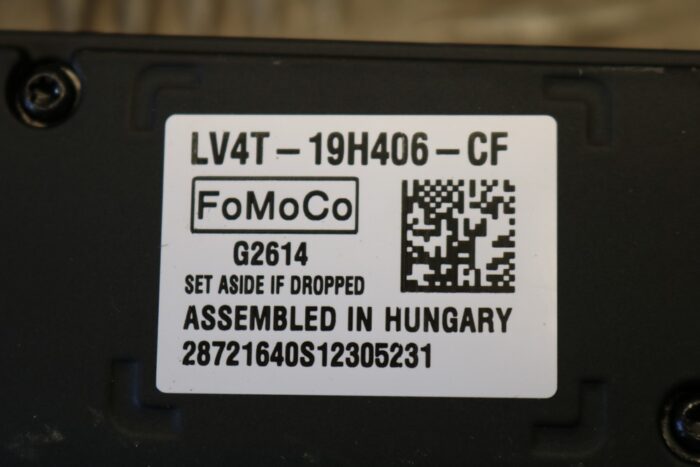 LV4T-19H406-CF
FoMoCo
G2614
SET ASIDE IF DROPPED
ASSEMBLED IN HUNGARY
28721640S12305231